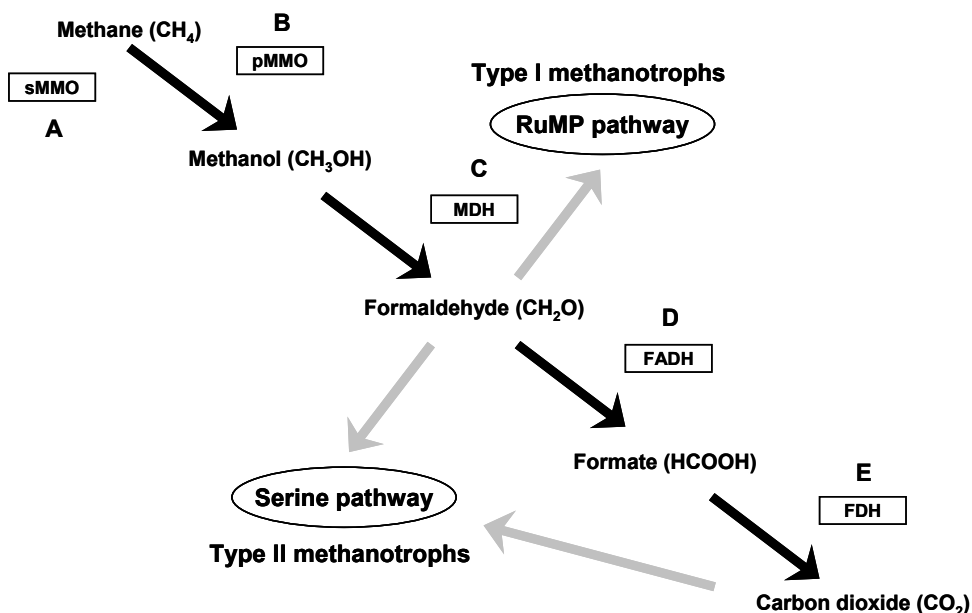 Methane (CH₄)
B
pMMO
sMMO
A
Type I methanotrophs
RuMP pathway
Methanol (CH₃OH)
C
MDH
Formaldehyde (CH₂O)
D
FADH
Formate (HCOOH)
E
FDH
Serine pathway
Type II methanotrophs
Carbon dioxide (CO₂)